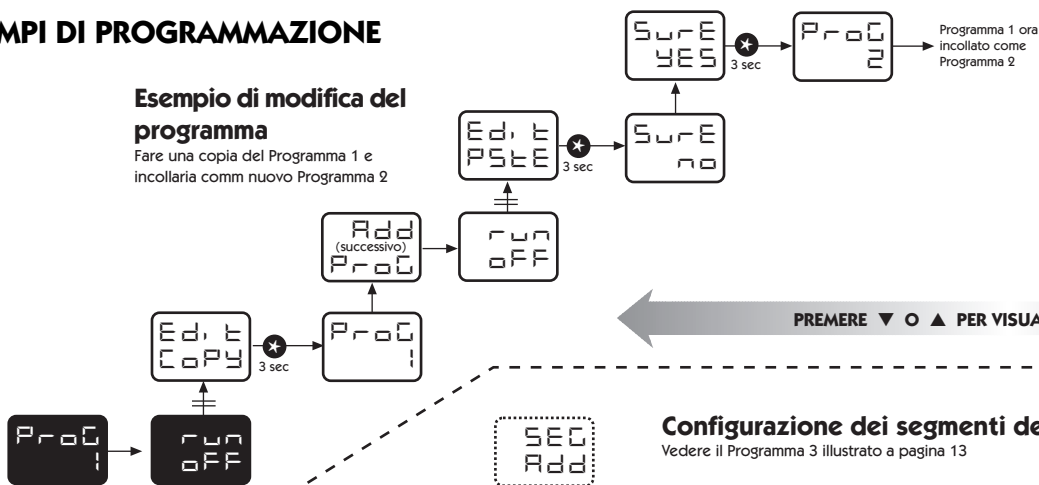 MPI DI PROGRAMMAZIONE
Esempio di modifica del
programma
Fare una copia del Programma 1 e
incollaria comm nuovo Programma 2
SurE
YES
3 sec
ProG
2
Programma 1 ora
incollato come
Programma 2
Edit
PStE
3 sec
SurE
no
Add
(successivo)
ProG
run
oFF
PREMERE ▼ O ▲ PER VISUA
Edit
CoPY
3 sec
ProG
1
ProG
1
run
oFF
SEG
Add
Configurazione dei segmenti de
Vedere il Programma 3 illustrato a pagina 13